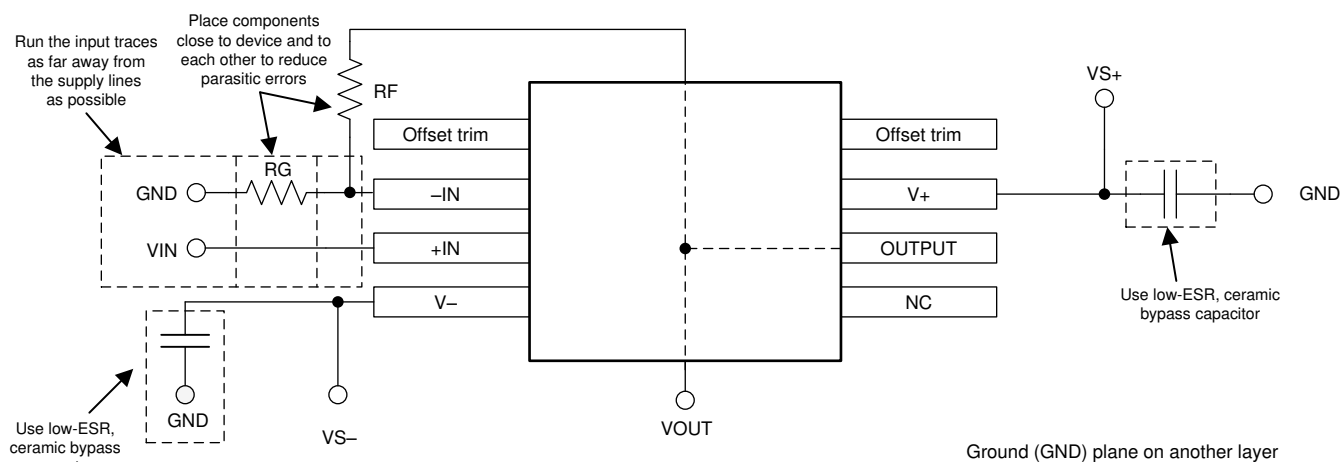 Place components
close to device and to
each other to reduce
parasitic errors
Run the input traces
as far away from
the supply lines
as possible
RF
VS+
Offset trim
Offset trim
RG
GND
–IN
V+
GND
VIN
+IN
OUTPUT
V–
NC
Use low-ESR, ceramic
bypass capacitor
GND
Use low-ESR,
ceramic bypass
VS–
VOUT
Ground (GND) plane on another layer